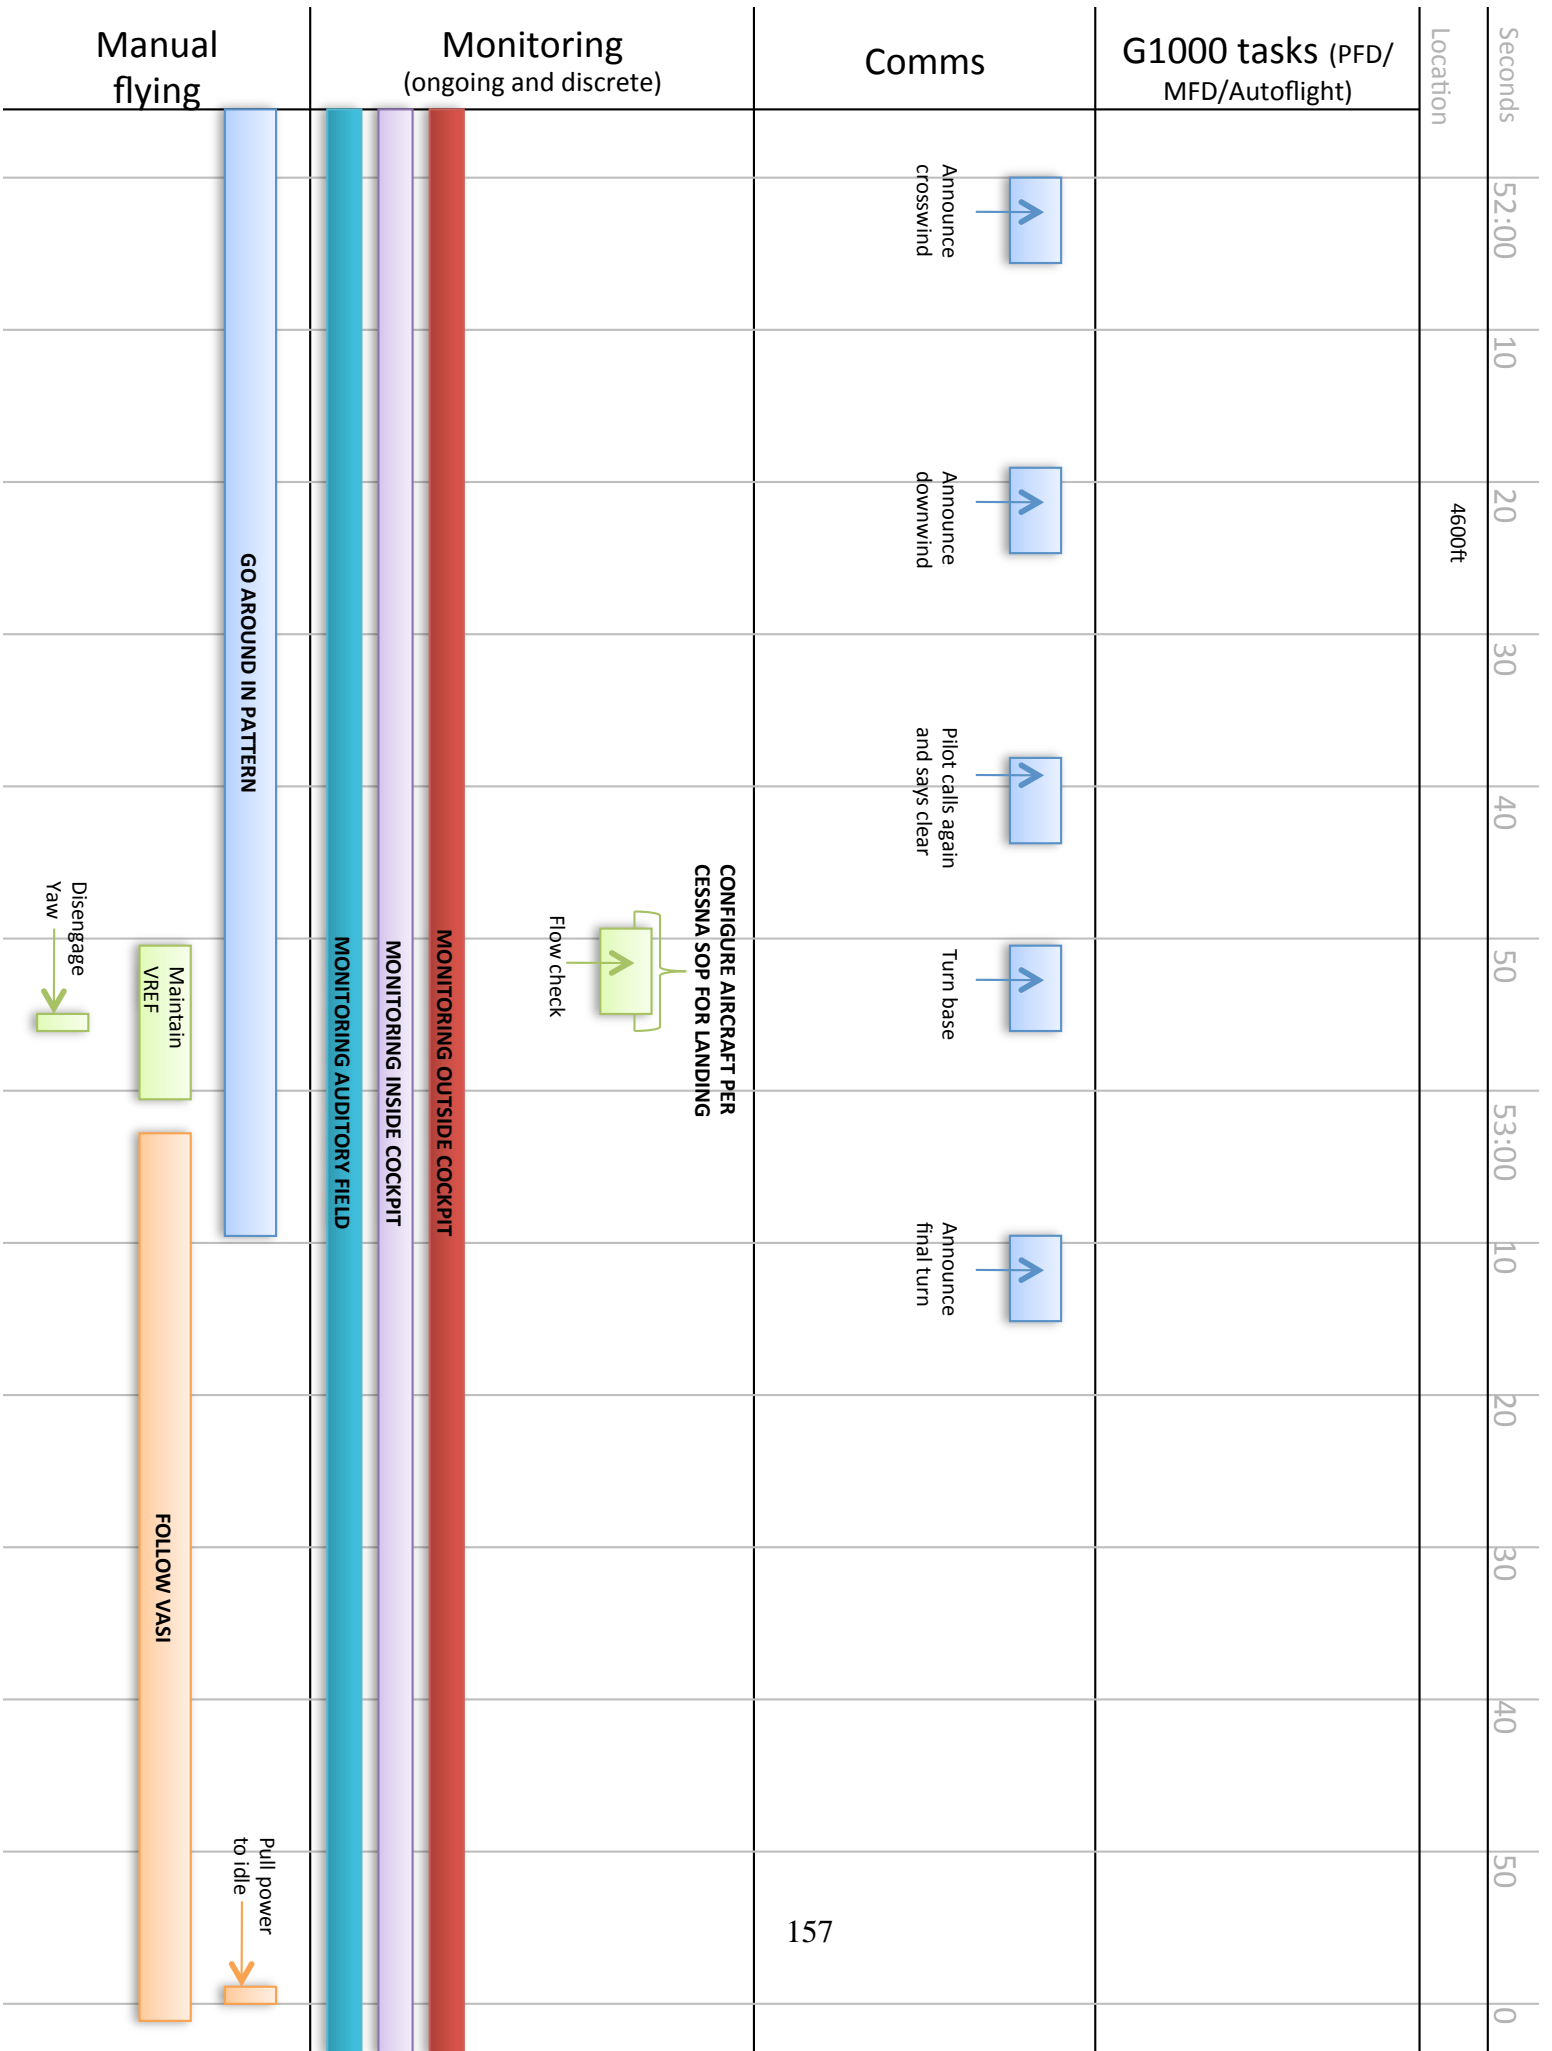 Seconds
52:00
10
20
30
40
50
53:00
10
20
30
40
50
0
Location
4600ft
G1000 tasks (PFD/
MFD/Autoflight)
Comms
Announce
crosswind
Announce
downwind
Pilot calls again
and says clear
Turn base
Announce
final turn
Monitoring
(ongoing and discrete)
CONFIGURE AIRCRAFT PER
CESSNA SOP FOR LANDING
Flow check
MONITORING OUTSIDE COCKPIT
MONITORING INSIDE COCKPIT
MONITORING AUDITORY FIELD
Manual
flying
GO AROUND IN PATTERN
Pull power
to idle
Maintain
VREF
FOLLOW VASI
Disengage
Yaw
157